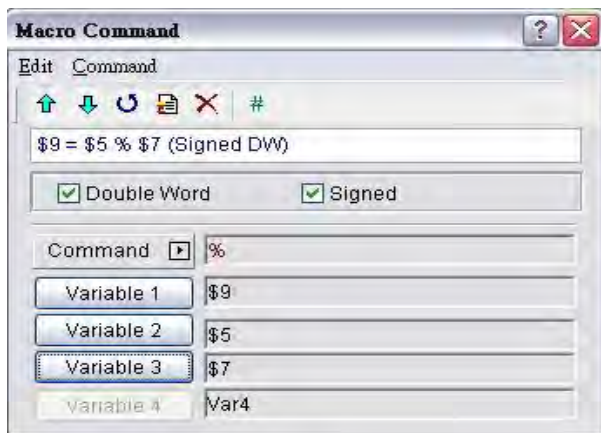 Macro Command
Edit Command
#
$9 = $5 % $7 (Signed DW)
Double Word Signed
Command %
Variable 1 $9
Variable 2 $5
Variable 3 $7
Variable 4 Var4